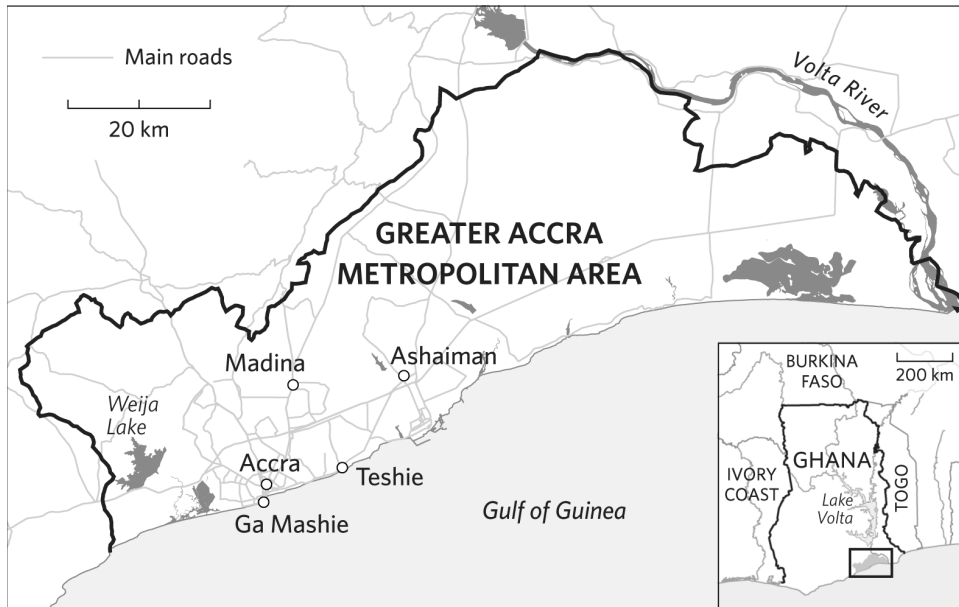 Main roads
20 km
Volta River
GREATER ACCRA
METROPOLITAN AREA
Madina
Ashaiman
Weija
Lake
Accra
Teshie
Ga Mashie
Gulf of Guinea
BURKINA
FASO
200 km
GHANA
IVORY
COAST
TOGO
Lake
Volta